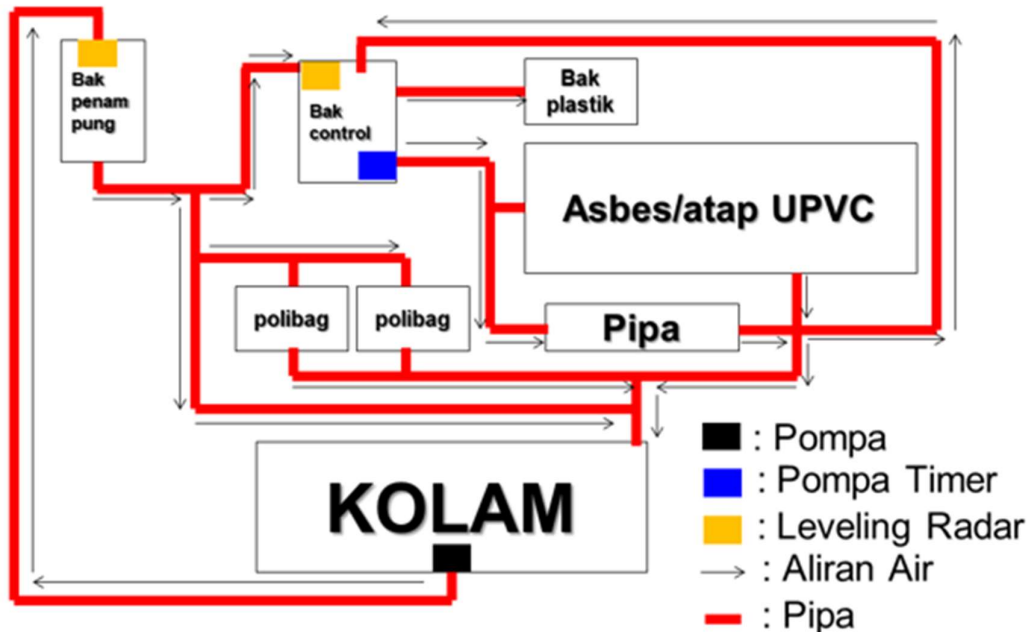 Bak
penam
pung
Bak
control
Bak
plastik
Asbes/atap UPVC
polibag
polibag
Pipa
KOLAM
: Pompa
: Pompa Timer
: Leveling Radar
: Aliran Air
: Pipa